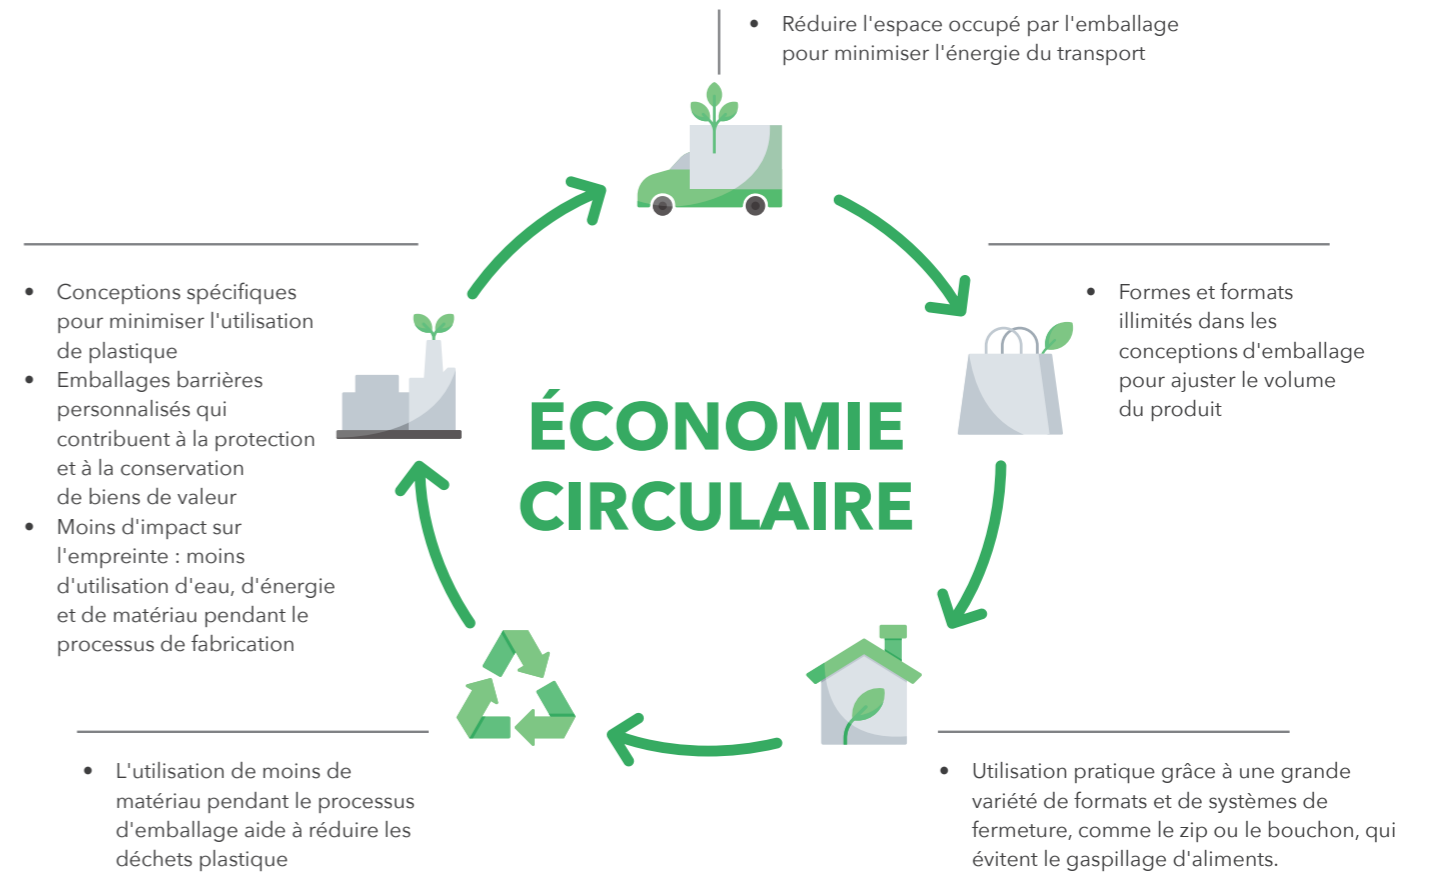 • Réduire l'espace occupé par l'emballage
pour minimiser l'énergie du transport
• Conceptions spécifiques
pour minimiser l'utilisation
de plastique
• Emballages barrières
personnalisés qui
contribuent à la protection
et à la conservation
de biens de valeur
• Moins d'impact sur
l'empreinte : moins
d'utilisation d'eau, d'énergie
et de matériau pendant le
processus de fabrication
• Formes et formats
illimités dans les
conceptions d'emballage
pour ajuster le volume
du produit
ÉCONOMIE
CIRCULAIRE
• L'utilisation de moins de
matériau pendant le processus
d'emballage aide à réduire les
déchets plastique
• Utilisation pratique grâce à une grande
variété de formats et de systèmes de
fermeture, comme le zip ou le bouchon, qui
évitent le gaspillage d'aliments.